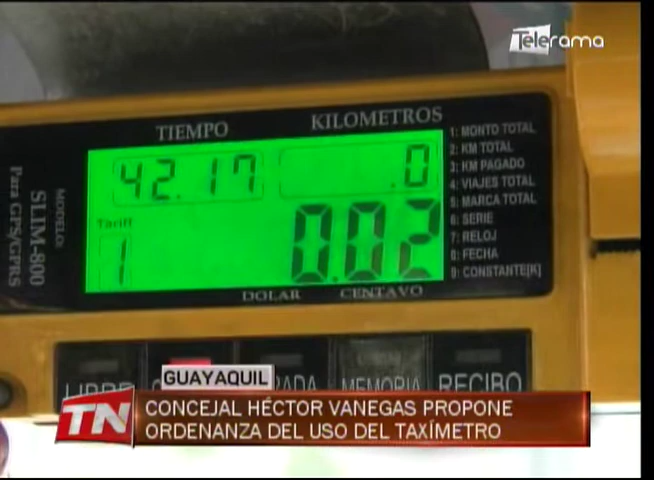 Telerama
TIEMPO KILOMETROS
42.17 .0
Tariff
1 0.02
DOLAR CENTAVO
1: MONTO TOTAL
2: KM TOTAL
3: KM PAGADO
4: VIAJES TOTAL
5: MARCA TOTAL
6: SERIE
7: RELOJ
8: FECHA
9: CONSTANTE[K]
MODELO
SLIM-800
Para GPS/GPRS
LIBRE
MEMORIA RECIBO
GUAYAQUIL
TN
CONCEJAL HÉCTOR VANEGAS PROPONE
ORDENANZA DEL USO DEL TAXÍMETRO